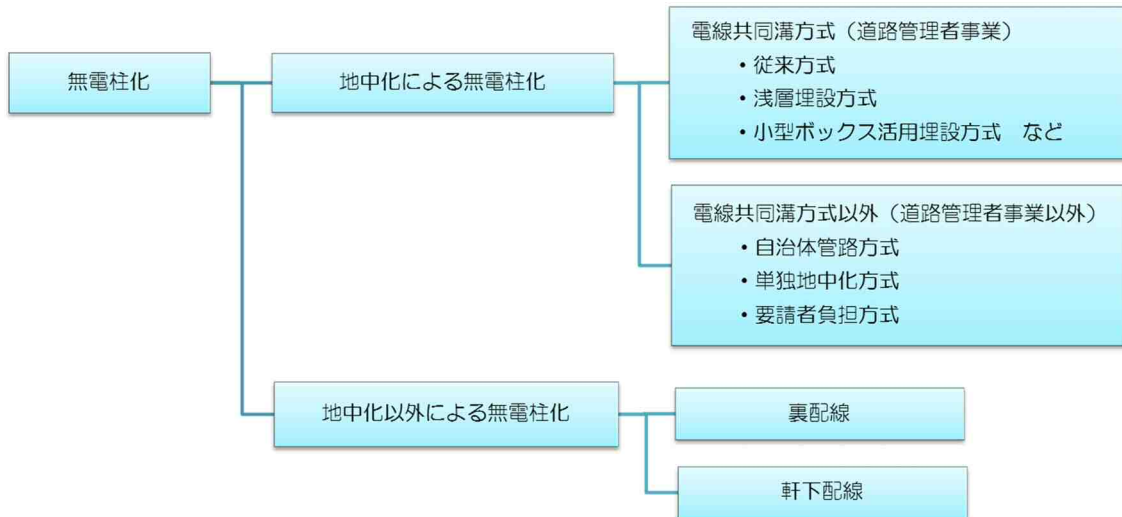 無電柱化
地中化による無電柱化
電線共同溝方式（道路管理者事業）
・従来方式
・浅層埋設方式
・小型ボックス活用埋設方式　など
電線共同溝方式以外（道路管理者事業以外）
・自治体管路方式
・単独地中化方式
・要請者負担方式
地中化以外による無電柱化
裏配線
軒下配線